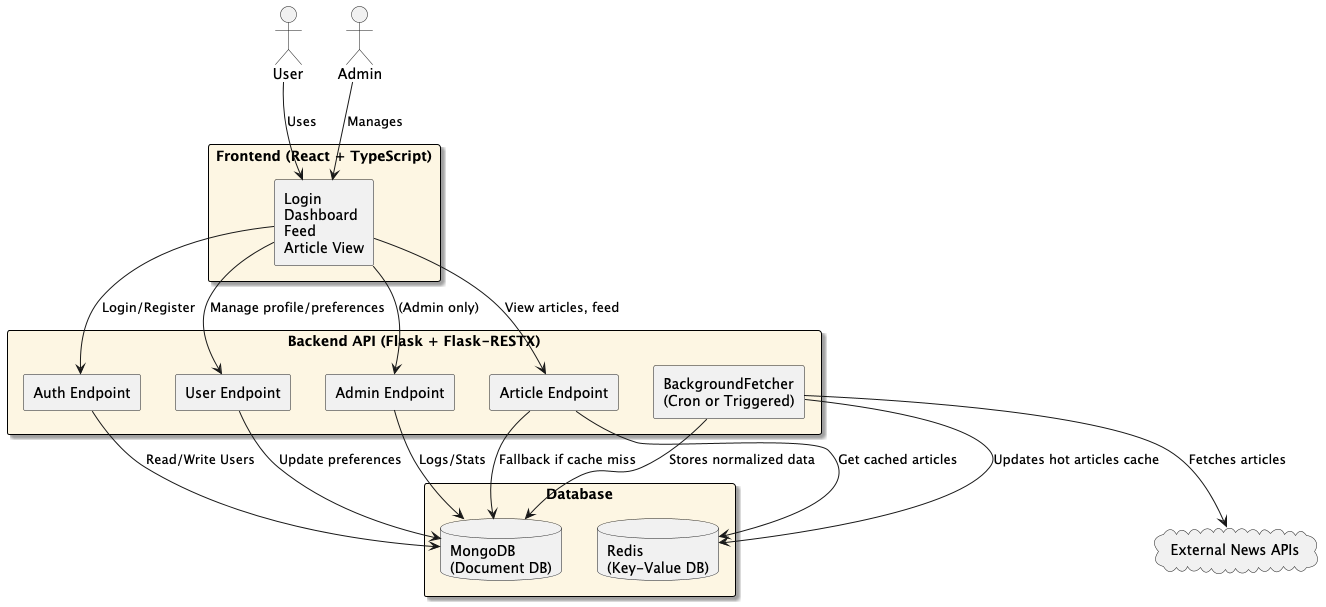 User
Admin
Uses
Manages
Frontend (React + TypeScript)
Login
Dashboard
Feed
Article View
Login/Register
Manage profile/preferences
(Admin only)
View articles, feed
Backend API (Flask + Flask-RESTX)
Auth Endpoint
User Endpoint
Admin Endpoint
Article Endpoint
BackgroundFetcher
(Cron or Triggered)
Read/Write Users
Update preferences
Logs/Stats
Fallback if cache miss
Stores normalized data
Get cached articles
Updates hot articles cache
Fetches articles
Database
MongoDB
(Document DB)
Redis
(Key-Value DB)
External News APIs